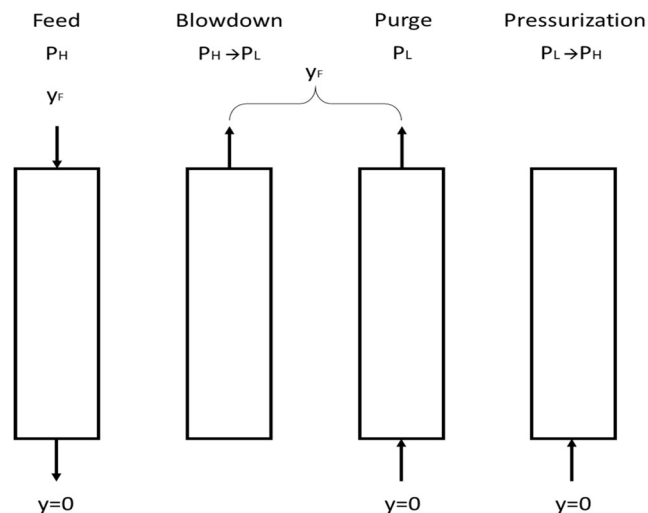 Feed Blowdown Purge Pressurization
PH PH→PL PL PL→PH
yF
yF
y=0 y=0 y=0